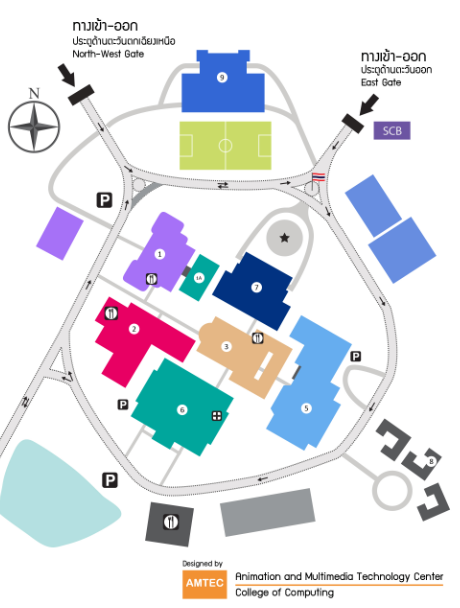 ทางเข้า-ออก
ประตูด้านตะวันตกเฉียงเหนือ
North-West Gate
ทางเข้า-ออก
ประตูด้านตะวันออก
East Gate
N
9
SCB
P
1
1A
7
2
3
P
5
P
6
8
P
Designed by
AMTEC
Animation and Multimedia Technology Center
College of Computing